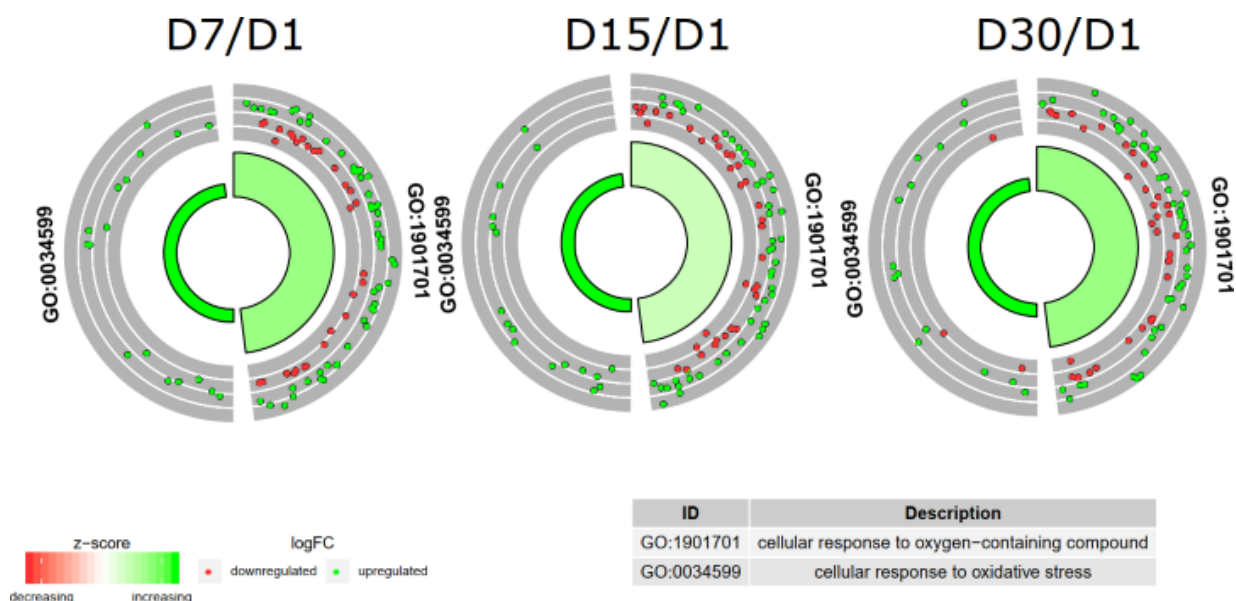 D7/D1 D15/D1 D30/D1
GO:0034599 GO:1901701 GO:0034599 GO:1901701 GO:0034599 GO:1901701
z-score logFC
downregulated upregulated
decreasing increasing
ID Description
GO:1901701 cellular response to oxygen-containing compound
GO:0034599 cellular response to oxidative stress